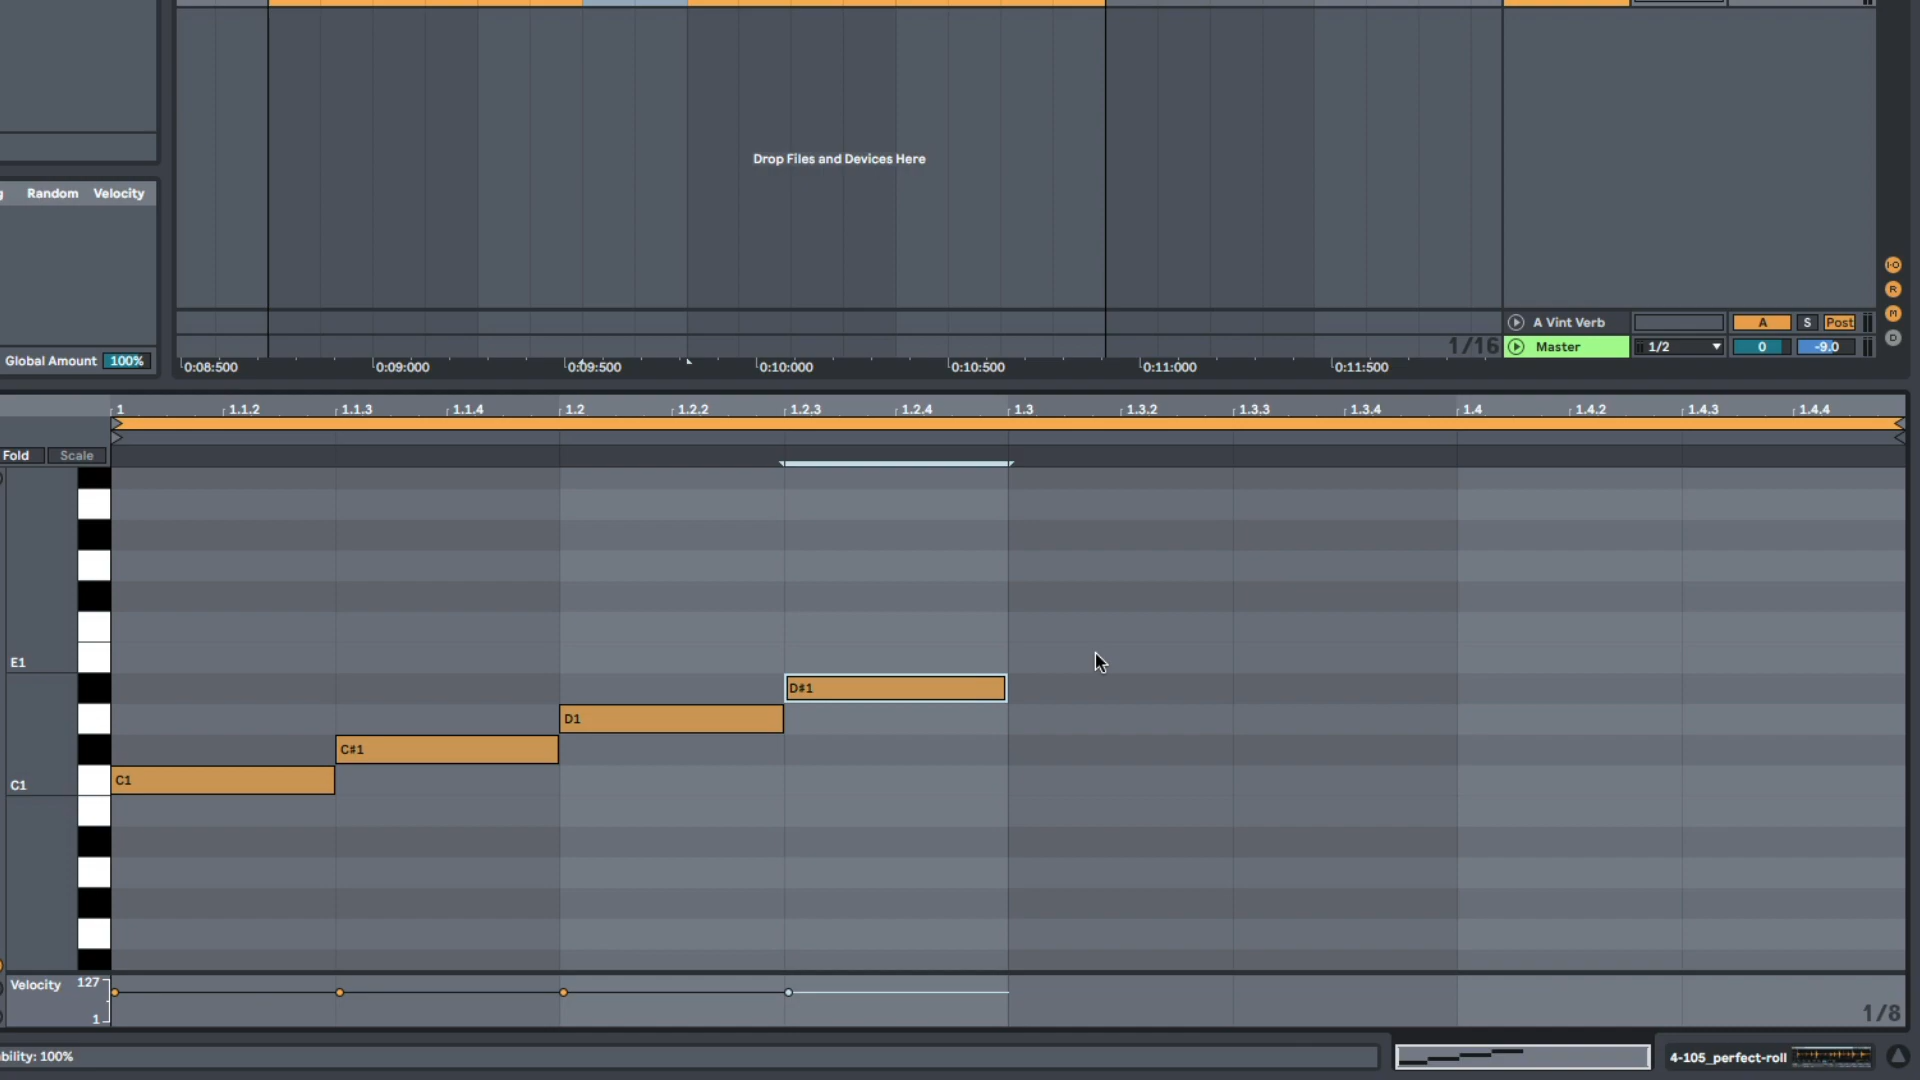 Drop Files and Devices Here
Random Velocity
A Vint Verb A S Post
1/16 Master 1/2 0 -9.0
Global Amount 100%
0:08:500 0:09:000 0:09:500 0:10:000 0:10:500 0:11:000 0:11:500
1 1.1.2 1.1.3 1.1.4 1.2 1.2.2 1.2.3 1.2.4 1.3 1.3.2 1.3.3 1.3.4 1.4 1.4.2 1.4.3 1.4.4
Fold Scale
E1
D#1
D1
C#1
C1 C1
Velocity 127
1
1/8
bility: 100%
4-105_perfect-roll